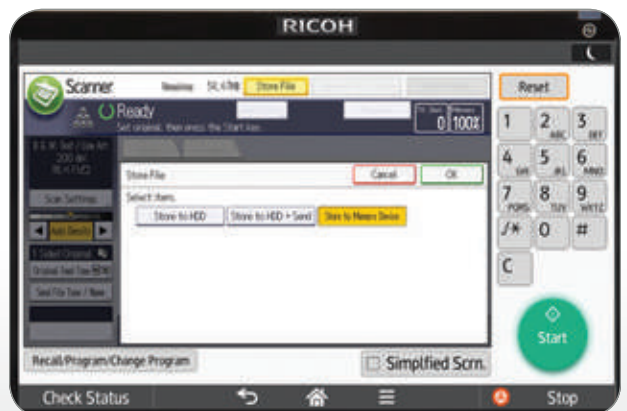 RICOH
Scanner
Store File
Ready
Set original, then press the Start key.
0 100%
Store File
Cancel
OK
Select item.
Store to HDD
Store to HDD + Send
Store to Memory Device
Scan Settings
Recall/Program/Change Program
Simplfied Scrn.
Reset
1
2 ABC
3 DEF
4 GHI
5 JKL
6 MNO
7 PQRS
8 TUV
9 WXYZ
./*
0
#
C
Start
Check Status
Stop